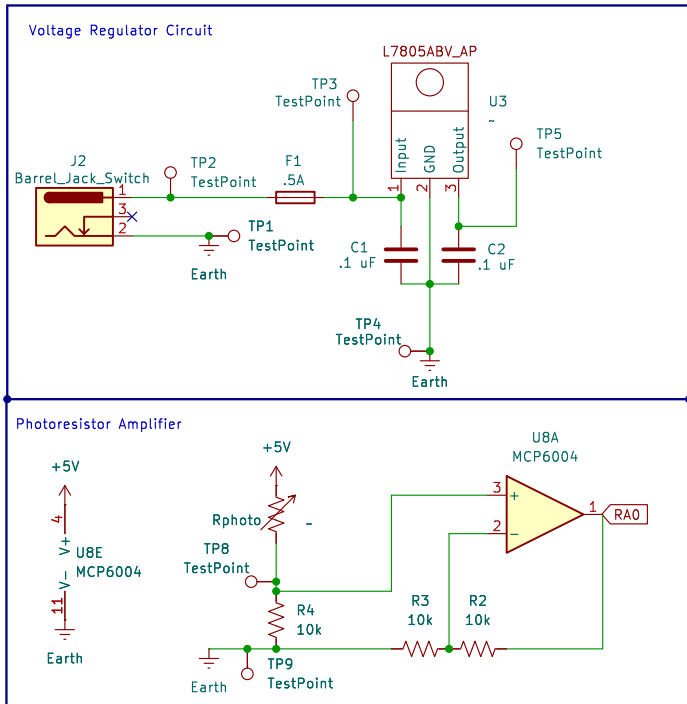 Voltage Regulator Circuit
L7805ABV_AP
U3
~
Input
GND
Output
1
2
3
TP3
TestPoint
TP5
TestPoint
J2
Barrel_Jack_Switch
1
3
2
TP2
TestPoint
F1
.5A
TP1
TestPoint
Earth
C1
.1 uF
C2
.1 uF
TP4
TestPoint
Earth
Photoresistor Amplifier
+5V
4
V+
U8E
MCP6004
V-
11
Earth
+5V
Rphoto
~
TP8
TestPoint
R4
10k
Earth
TP9
TestPoint
R3
10k
R2
10k
U8A
MCP6004
3
+
2
-
1
RA0